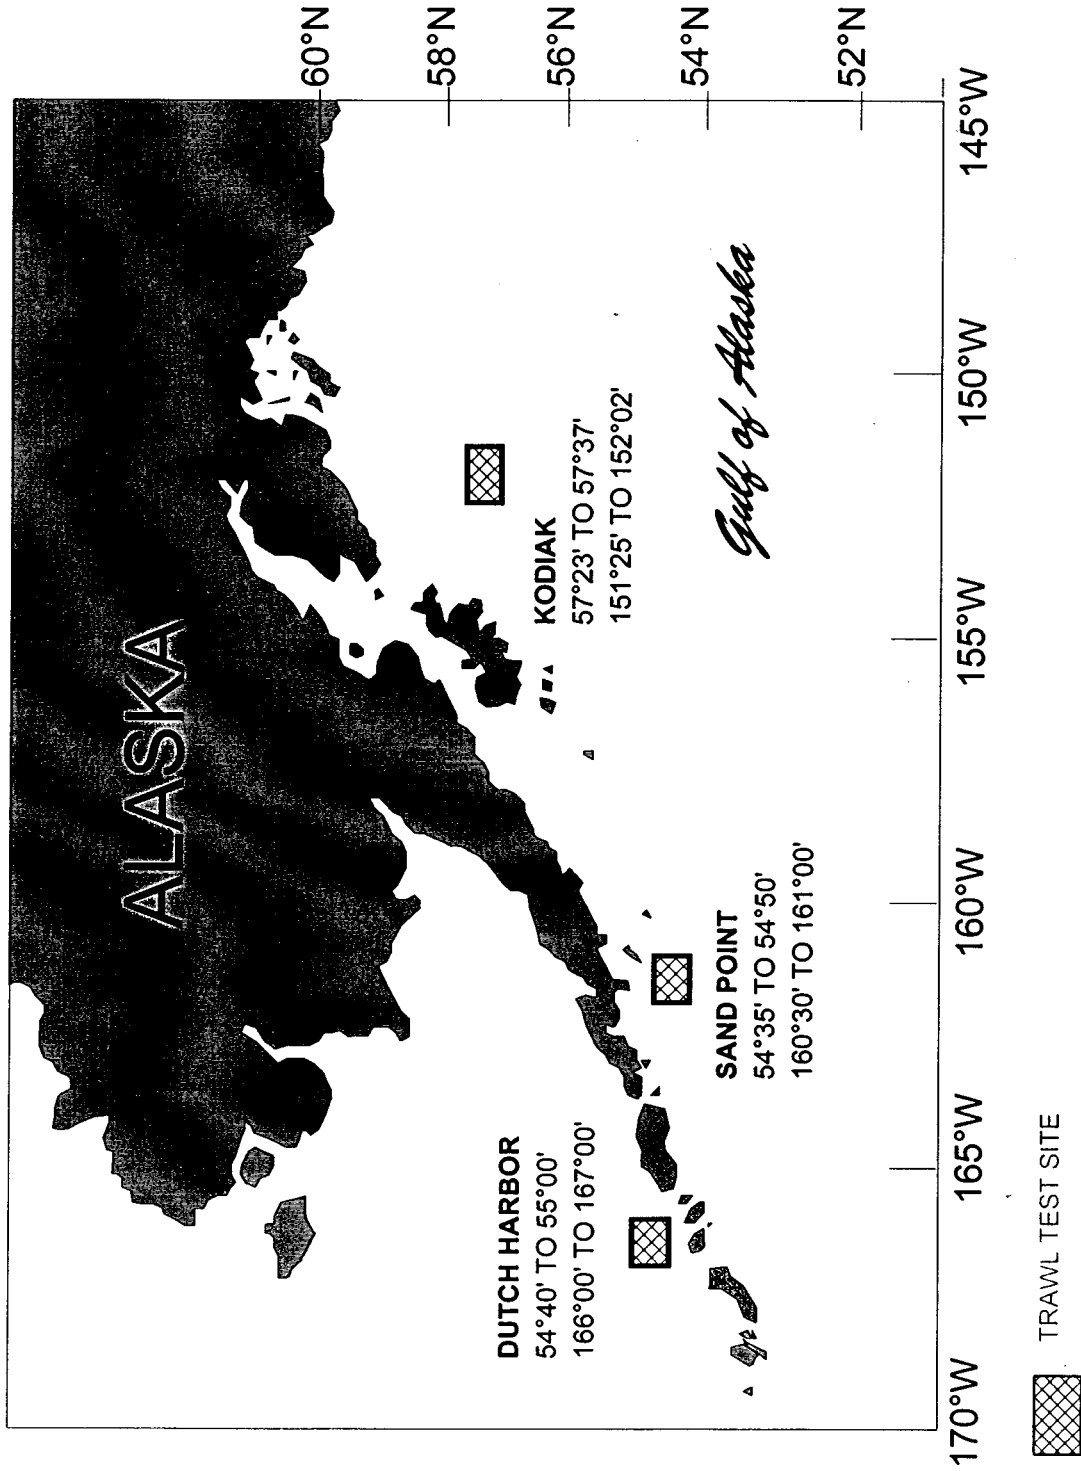 ALASKA
60°N
58°N
56°N
54°N
52°N
DUTCH HARBOR
54°40' TO 55°00'
166°00' TO 167°00'
SAND POINT
54°35' TO 54°50'
160°30' TO 161°00'
KODIAK
57°23' TO 57°37'
151°25' TO 152°02'
Gulf of Alaska
170°W
165°W
160°W
155°W
150°W
145°W
TRAWL TEST SITE